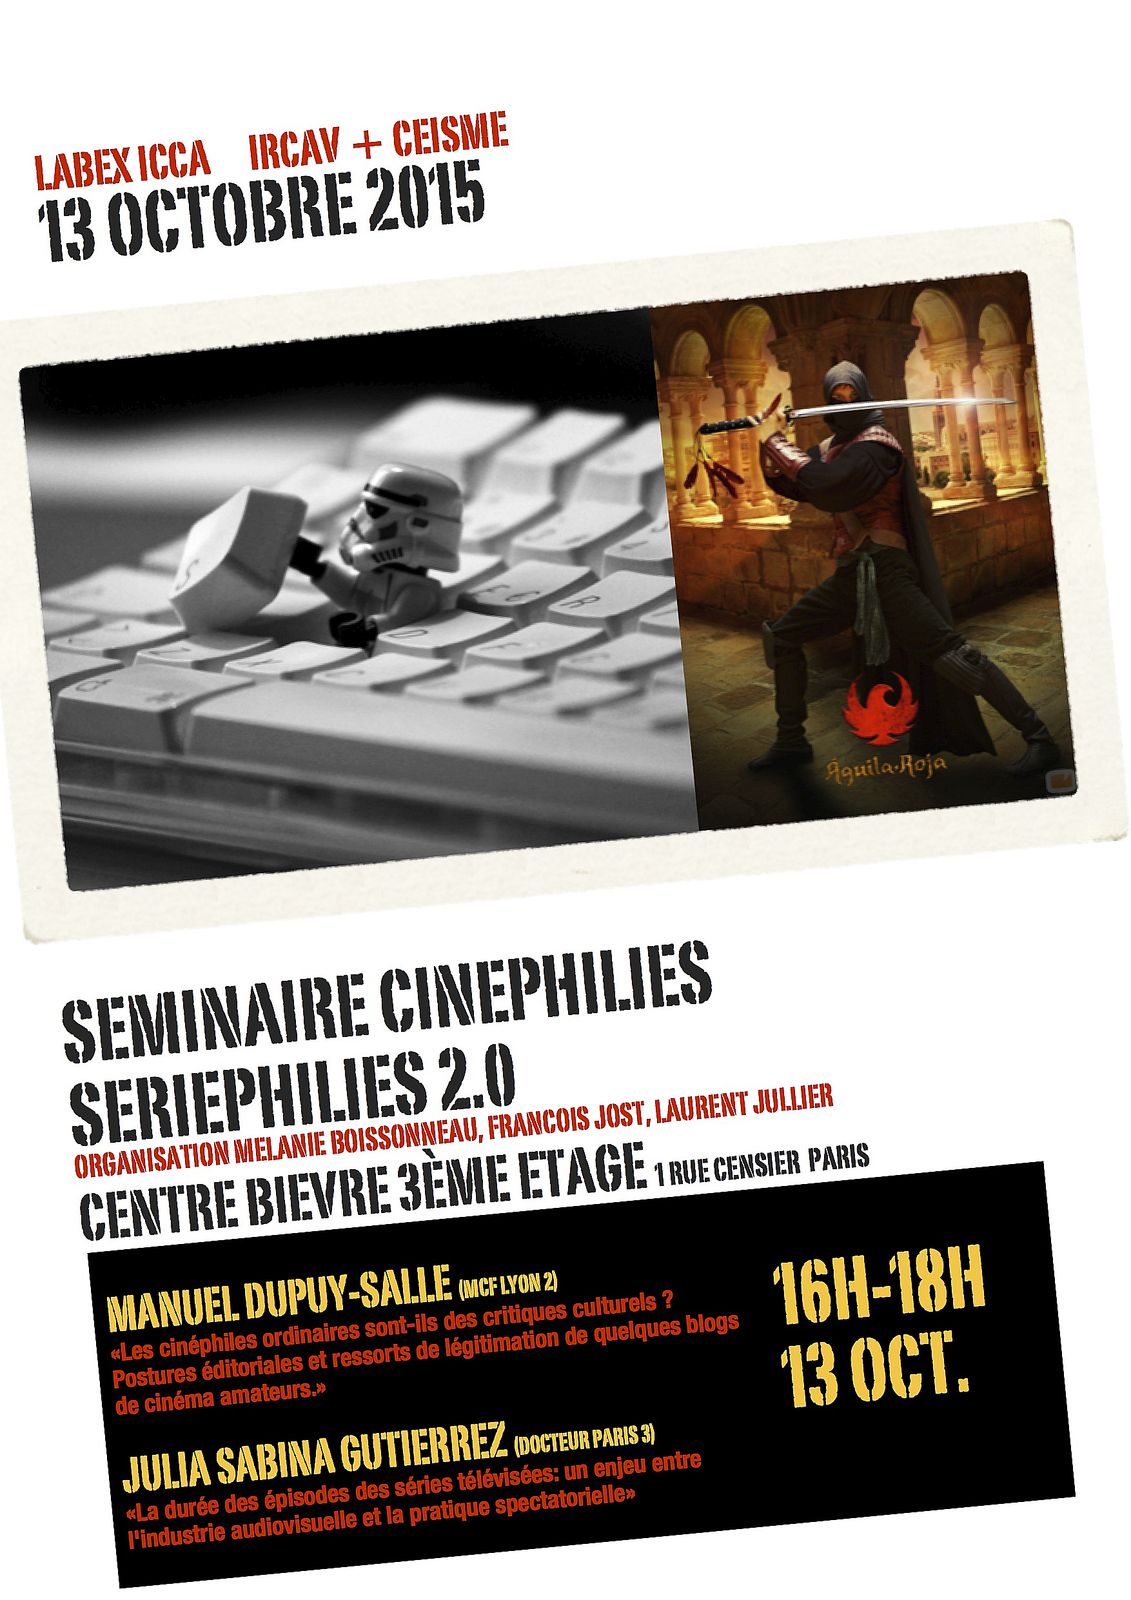 LABEX ICCA IRCAV + CEISME
13 OCTOBRE 2015
S
E
R
D
F
C
Z
X
Águila·Roja
SEMINAIRE CINEPHILIES
SERIEPHILIES 2.0
ORGANISATION MELANIE BOISSONNEAU, FRANCOIS JOST, LAURENT JULLIER
CENTRE BIEVRE 3ÈME ETAGE 1 RUE CENSIER PARIS
MANUEL DUPUY-SALLE (MCF LYON 2)
«Les cinéphiles ordinaires sont-ils des critiques culturels ?
Postures éditoriales et ressorts de légitimation de quelques blogs
de cinéma amateurs.»
16H-18H
13 OCT.
JULIA SABINA GUTIERREZ (DOCTEUR PARIS 3)
«La durée des épisodes des séries télévisées: un enjeu entre
l'industrie audiovisuelle et la pratique spectatorielle»